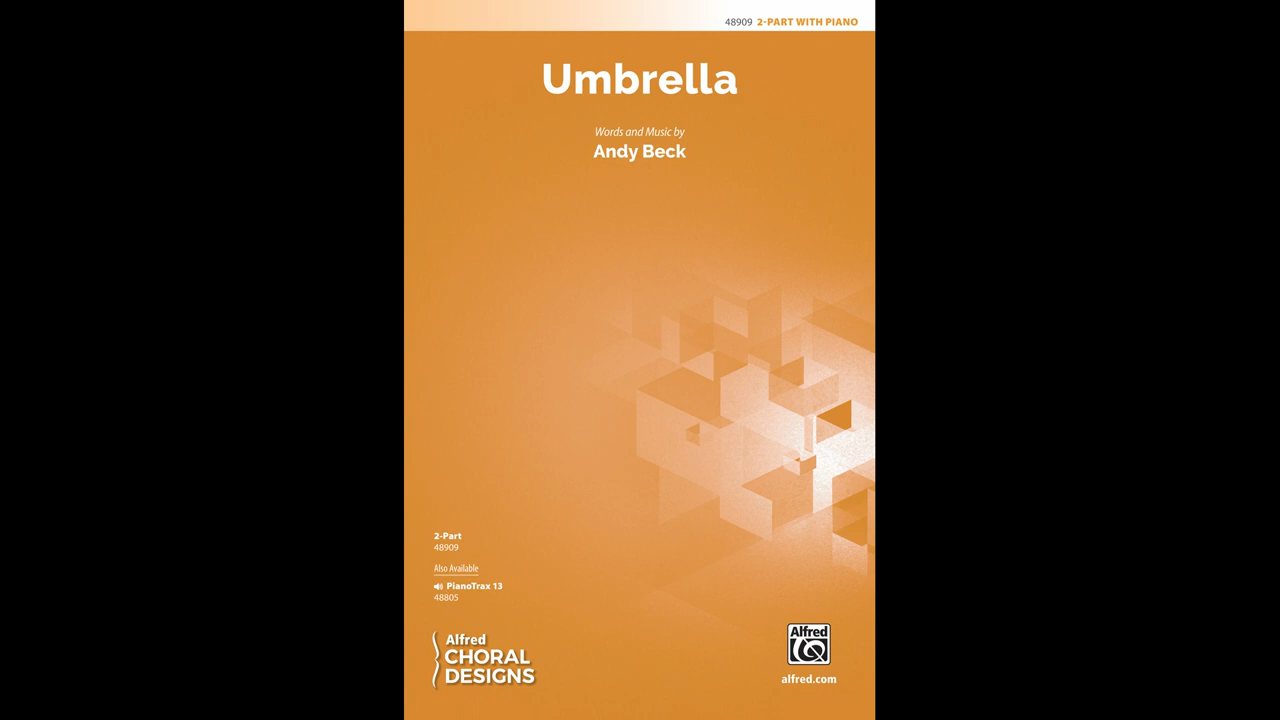 48909 2-PART WITH PIANO
Umbrella
Words and Music by
Andy Beck
2-Part
48909
Also Available
PianoTrax 13
48805
Alfred
CHORAL
DESIGNS
Alfred
alfred.com